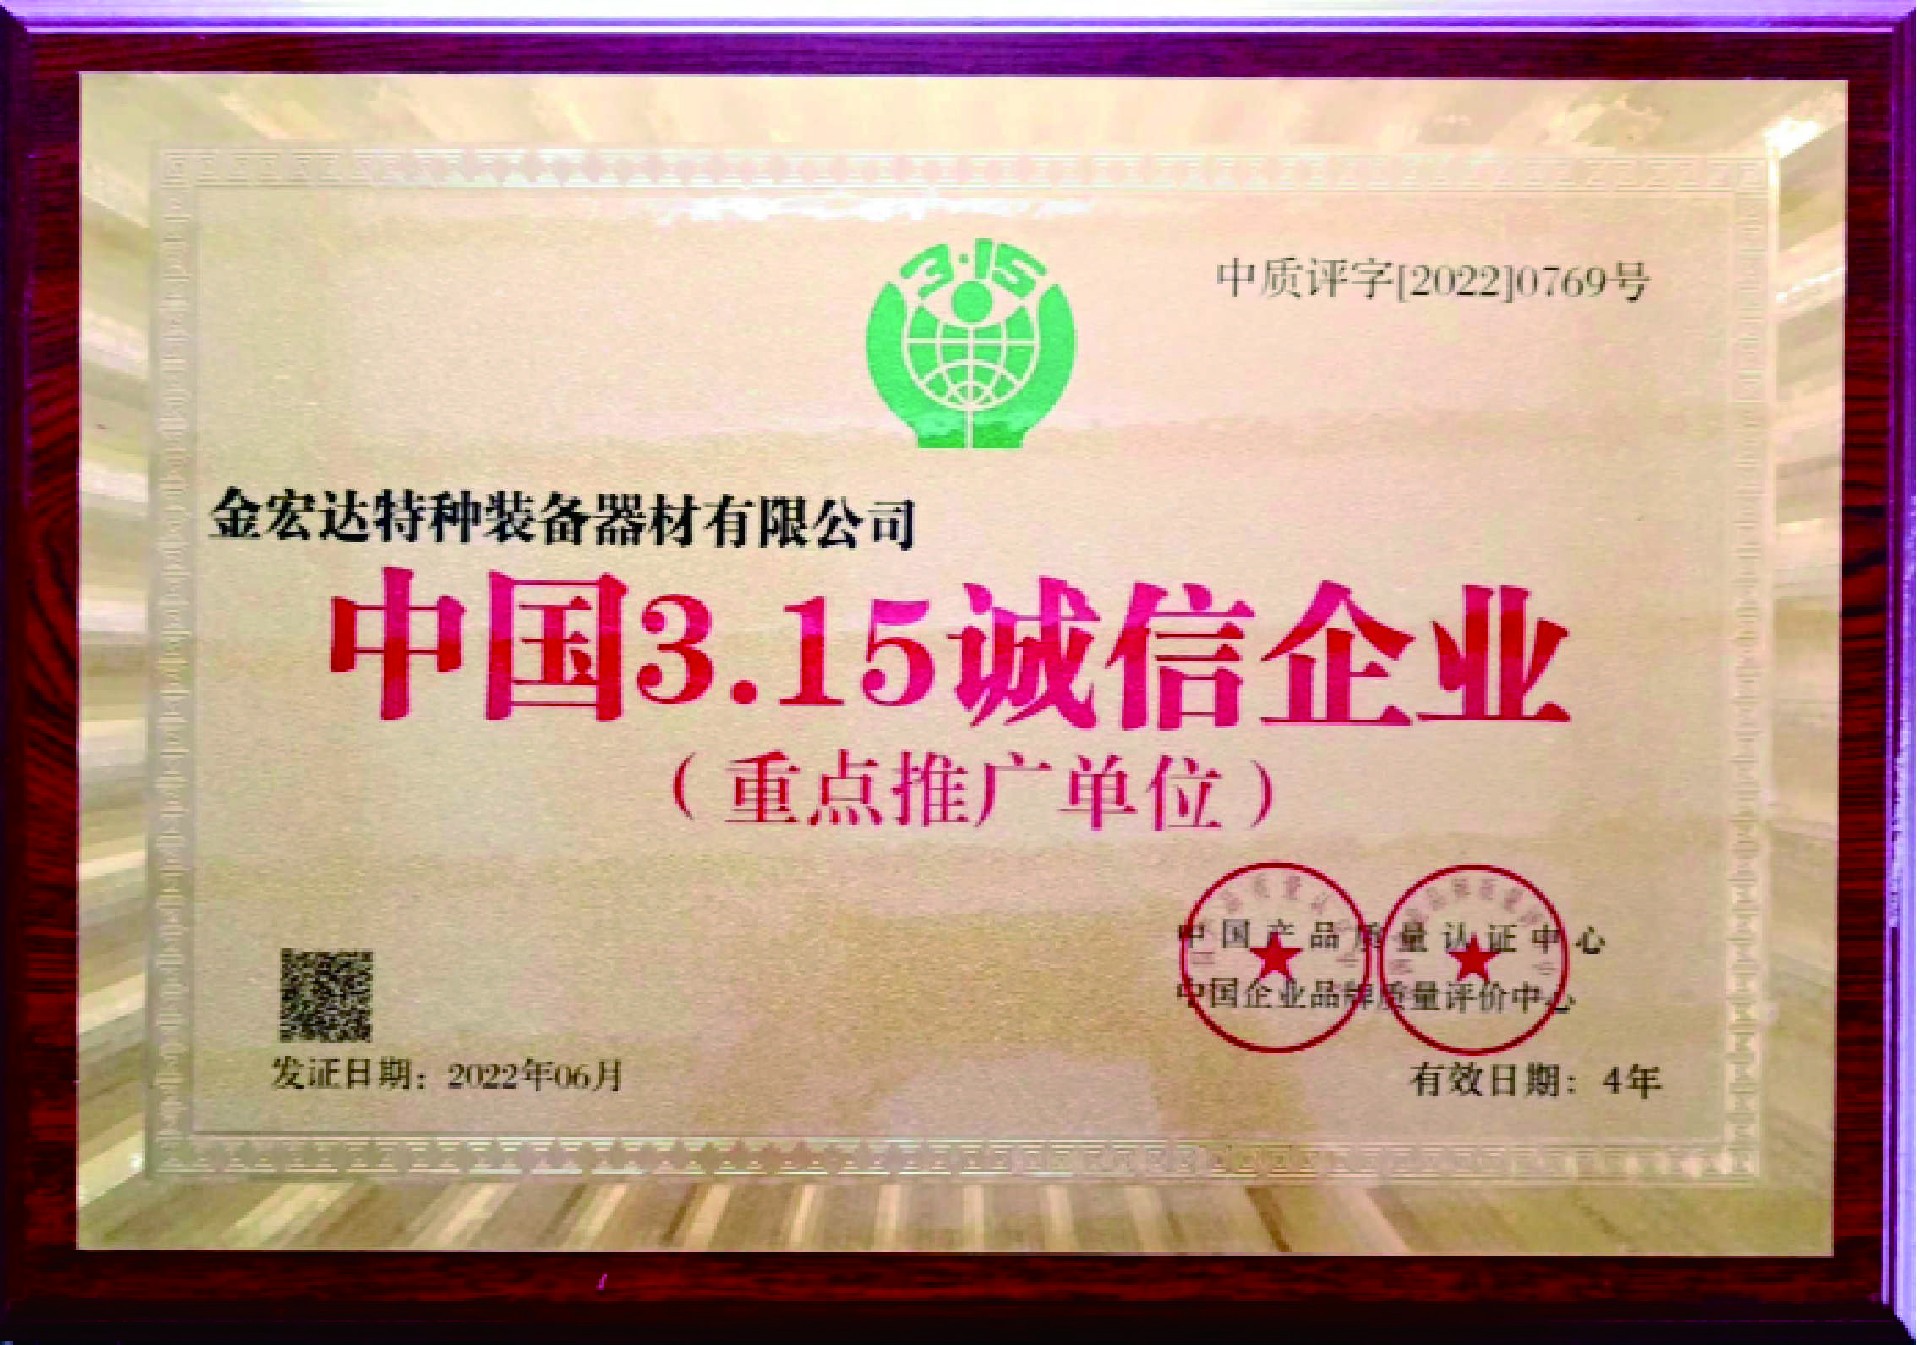 3·15
中质评字[2022]0769号
金宏达特种装备器材有限公司
中国3.15诚信企业
（重点推广单位）
中国产品质量认证中心
中国企业品牌质量评价中心
发证日期：2022年06月
有效日期：4年